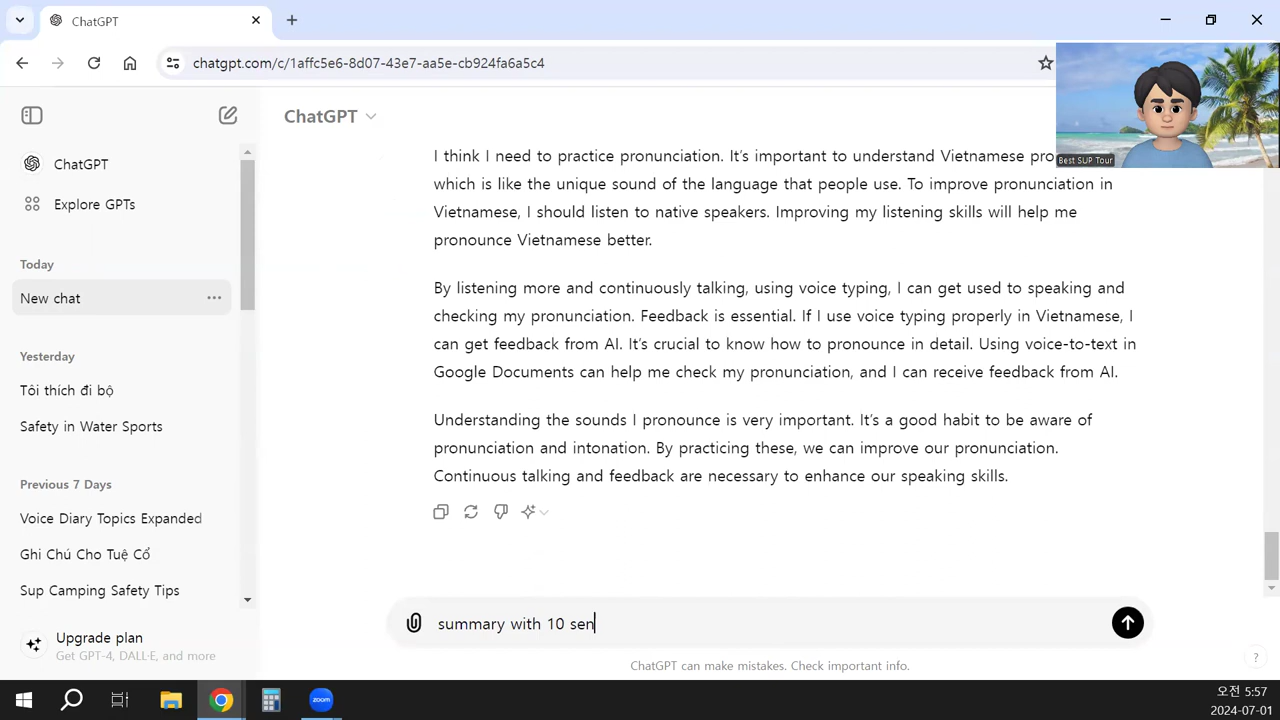 ChatGPT
chatgpt.com/c/1affc5e6-8d07-43e7-aa5e-cb924fa6a5c4
Best SUP Tour
ChatGPT
Explore GPTs
Today
New chat
Yesterday
Tôi thích đi bộ
Safety in Water Sports
Previous 7 Days
Voice Diary Topics Expanded
Ghi Chú Cho Tuệ Cổ
Sup Camping Safety Tips
Upgrade plan
Get GPT-4, DALL·E, and more
ChatGPT
I think I need to practice pronunciation. It's important to understand Vietnamese pro
which is like the unique sound of the language that people use. To improve pronunciation in
Vietnamese, I should listen to native speakers. Improving my listening skills will help me
pronounce Vietnamese better.
By listening more and continuously talking, using voice typing, I can get used to speaking and
checking my pronunciation. Feedback is essential. If I use voice typing properly in Vietnamese, I
can get feedback from AI. It's crucial to know how to pronounce in detail. Using voice-to-text in
Google Documents can help me check my pronunciation, and I can receive feedback from AI.
Understanding the sounds I pronounce is very important. It's a good habit to be aware of
pronunciation and intonation. By practicing these, we can improve our pronunciation.
Continuous talking and feedback are necessary to enhance our speaking skills.
summary with 10 sen
ChatGPT can make mistakes. Check important info.
?
zoom
오전 5:57
2024-07-01